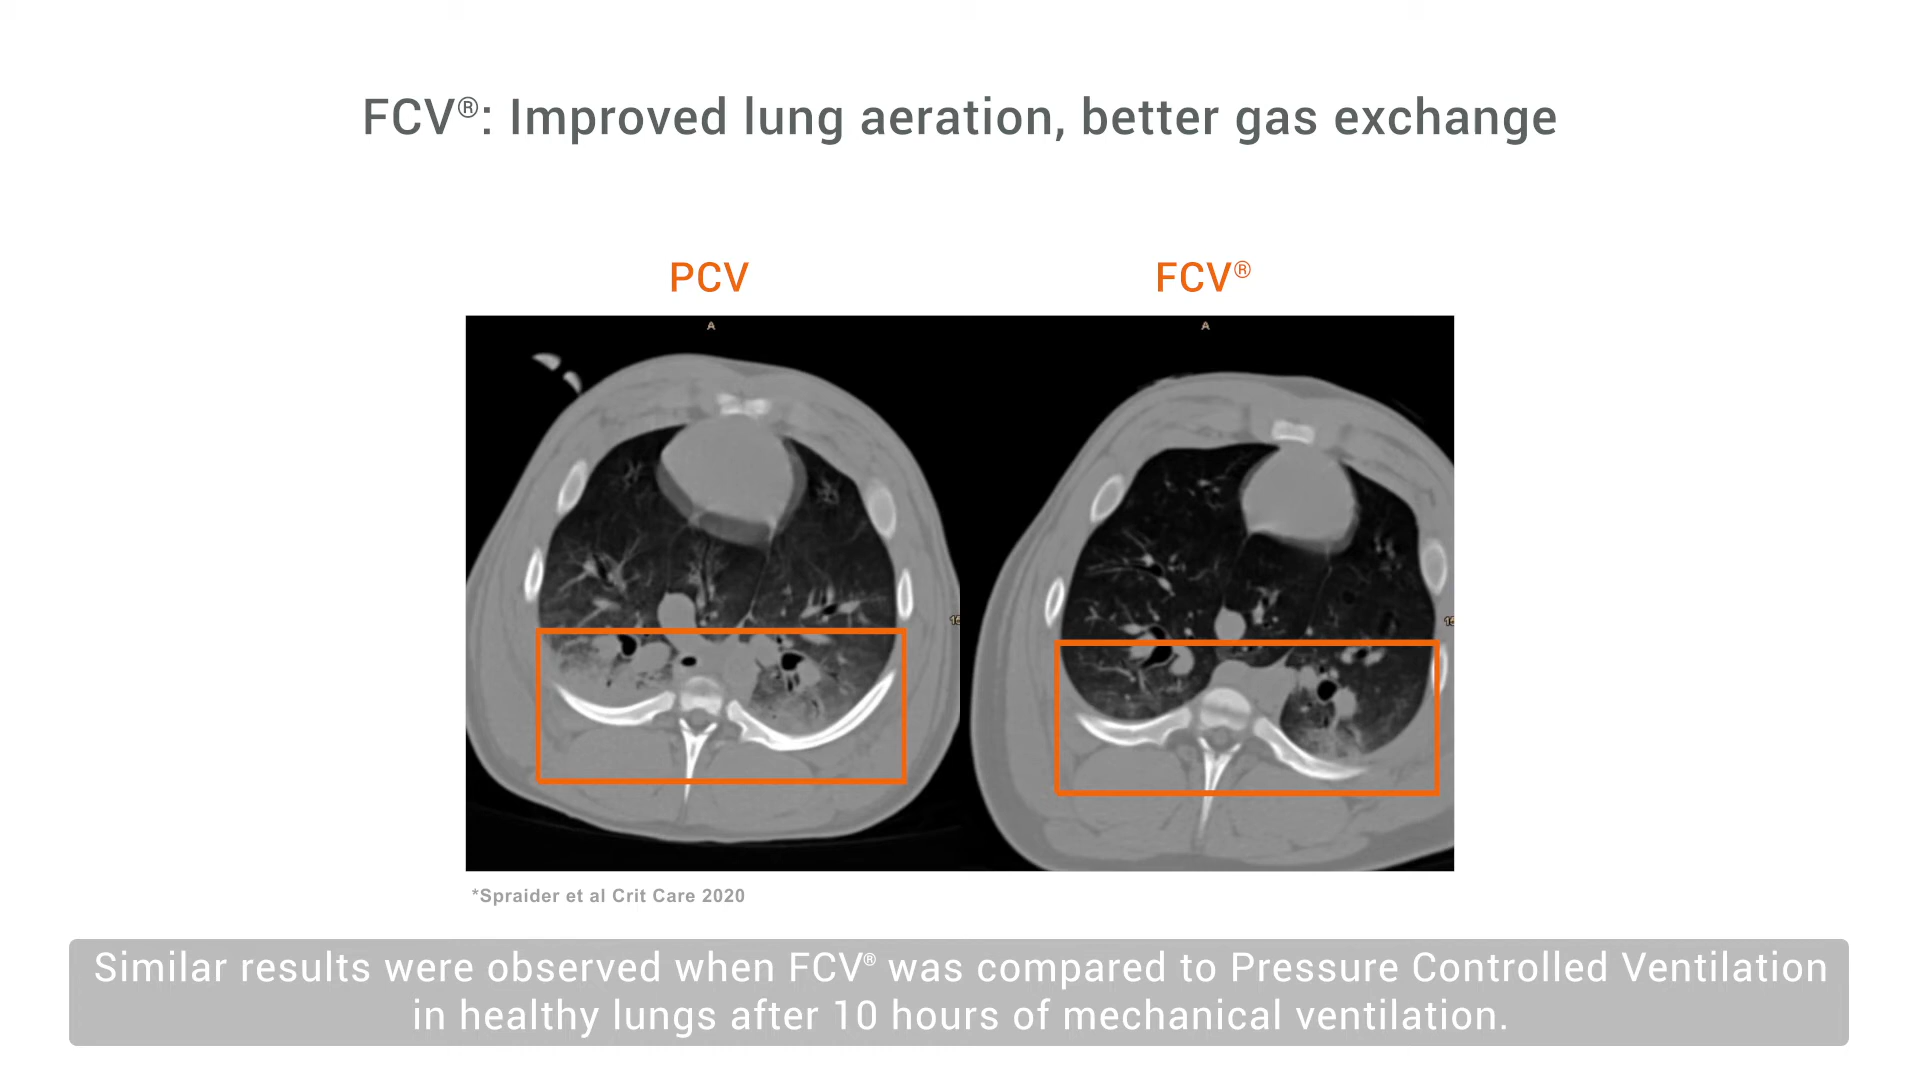 FCV®: Improved lung aeration, better gas exchange
PCV
FCV®
A
A
*Spraider et al Crit Care 2020
Similar results were observed when FCV® was compared to Pressure Controlled Ventilation
in healthy lungs after 10 hours of mechanical ventilation.